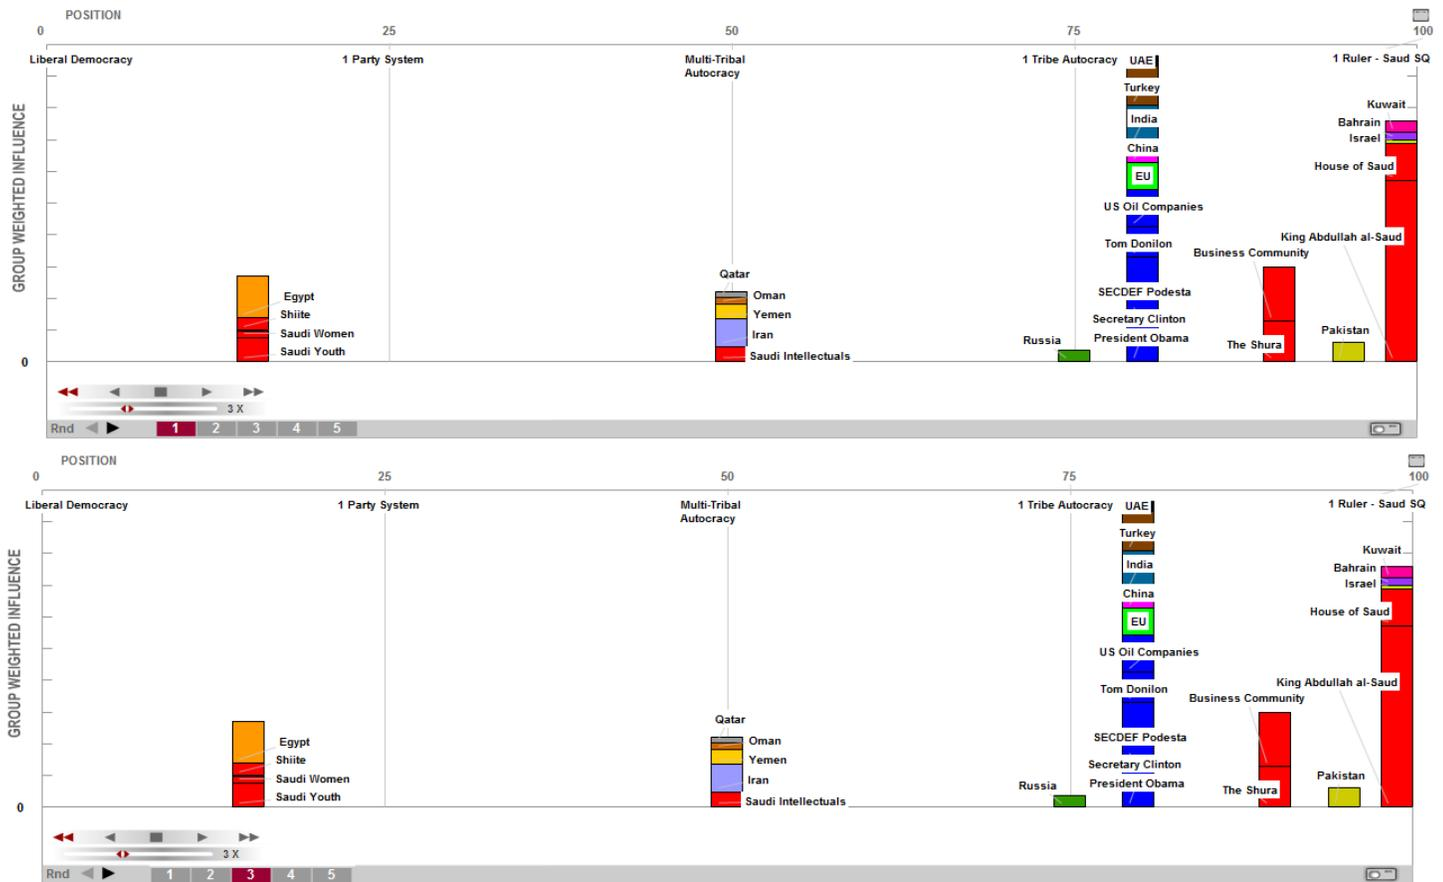 POSITION
0 25 50 75 100
Liberal Democracy 1 Party System Multi-Tribal 1 Tribe Autocracy UAE 1 Ruler - Saud SQ
Autocracy
Turkey
Kuwait
India
Bahrain
Israel
China
House of Saud
EU
US Oil Companies
King Abdullah al-Saud
Tom Donilon
Business Community
Qatar
SECDEF Podesta
Egypt
Oman
Shiite
Yemen
Secretary Clinton
Saudi Women
Iran
Russia
President Obama
Pakistan
The Shura
Saudi Youth
Saudi Intellectuals
GROUP WEIGHTED INFLUENCE
0
3 X
Rnd 1 2 3 4 5
POSITION
0 25 50 75 100
Liberal Democracy 1 Party System Multi-Tribal 1 Tribe Autocracy UAE 1 Ruler - Saud SQ
Autocracy
Turkey
Kuwait
India
Bahrain
Israel
China
House of Saud
EU
US Oil Companies
King Abdullah al-Saud
Tom Donilon
Business Community
Qatar
SECDEF Podesta
Egypt
Oman
Shiite
Yemen
Secretary Clinton
Saudi Women
Iran
Russia
President Obama
Pakistan
The Shura
Saudi Youth
Saudi Intellectuals
GROUP WEIGHTED INFLUENCE
0
3 X
Rnd 1 2 3 4 5